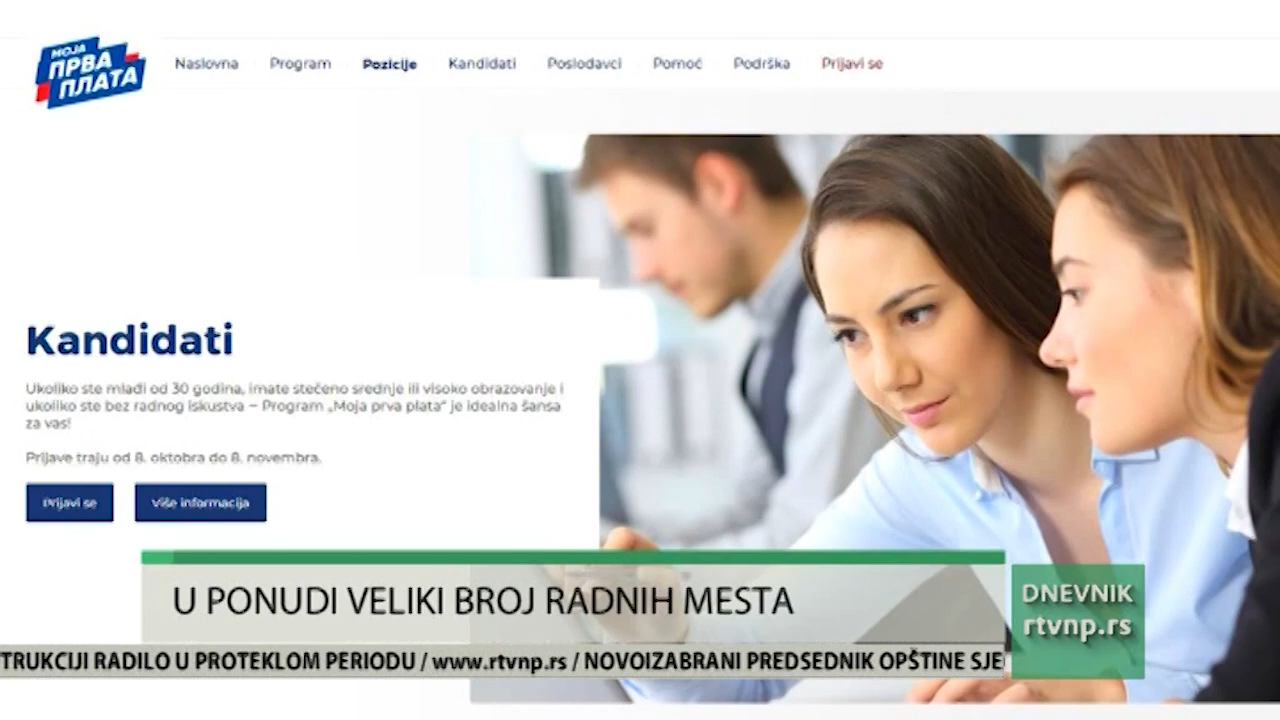 МОЈА
ПРВА
ПЛАТА
Naslovna Program Pozicije Kandidati Poslodavci Pomoć Podrška Prijavi se
Kandidati
Ukoliko ste mlađi od 30 godina, imate stečeno srednje ili visoko obrazovanje i
ukoliko ste bez radnog iskustva – Program „Moja prva plata“ je idealna šansa
za vas!
Prijave traju od 8. oktobra do 8. novembra.
Prijavi se Više informacija
U PONUDI VELIKI BROJ RADNIH MESTA
DNEVNIK
rtvnp.rs
TRUKCIJI RADILO U PROTEKLOM PERIODU / www.rtvnp.rs / NOVOIZABRANI PREDSEDNIK OPŠTINE SJE